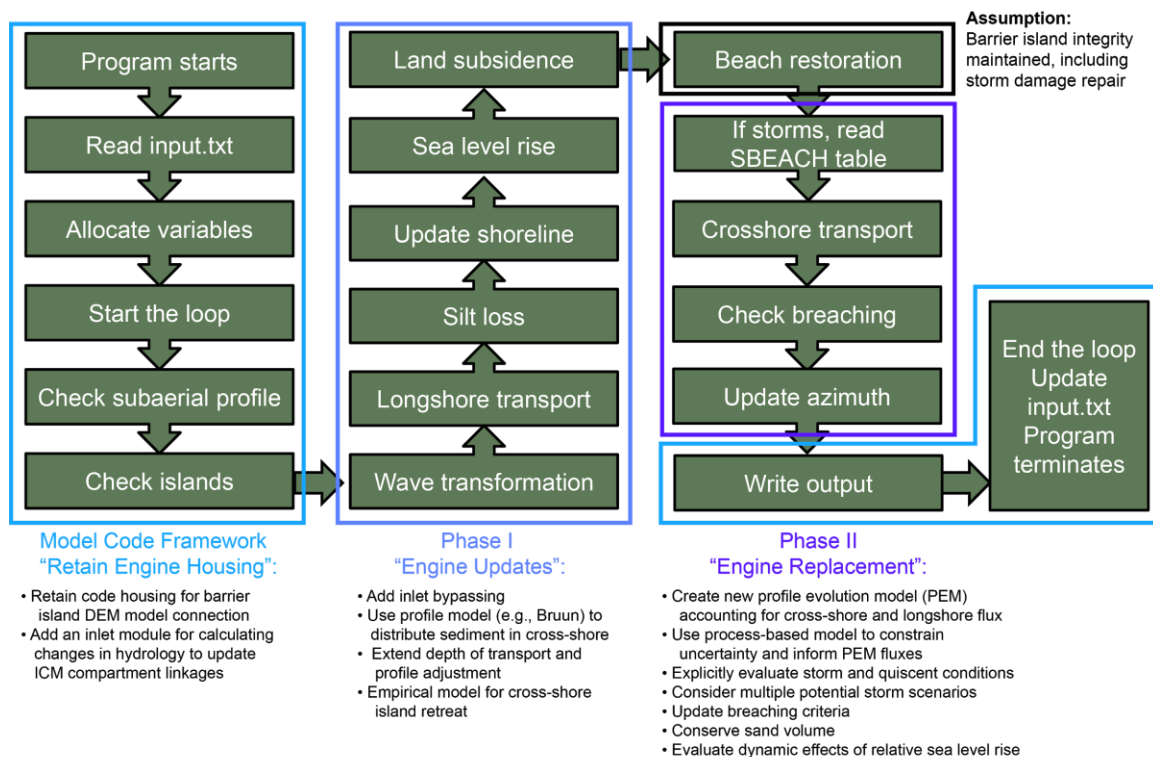 Program starts
Read input.txt
Allocate variables
Start the loop
Check subaerial profile
Check islands
Model Code Framework
“Retain Engine Housing”:
• Retain code housing for barrier
island DEM model connection
• Add an inlet module for calculating
changes in hydrology to update
ICM compartment linkages
Land subsidence
Sea level rise
Update shoreline
Silt loss
Longshore transport
Wave transformation
Phase I
“Engine Updates”:
• Add inlet bypassing
• Use profile model (e.g., Bruun) to
distribute sediment in cross-shore
• Extend depth of transport and
profile adjustment
• Empirical model for cross-shore
island retreat
Beach restoration
Assumption:
Barrier island integrity
maintained, including
storm damage repair
If storms, read
SBEACH table
Crosshore transport
Check breaching
Update azimuth
Write output
End the loop
Update
input.txt
Program
terminates
Phase II
“Engine Replacement”:
• Create new profile evolution model (PEM)
accounting for cross-shore and longshore flux
• Use process-based model to constrain
uncertainty and inform PEM fluxes
• Explicitly evaluate storm and quiscent conditions
• Consider multiple potential storm scenarios
• Update breaching criteria
• Conserve sand volume
• Evaluate dynamic effects of relative sea level rise